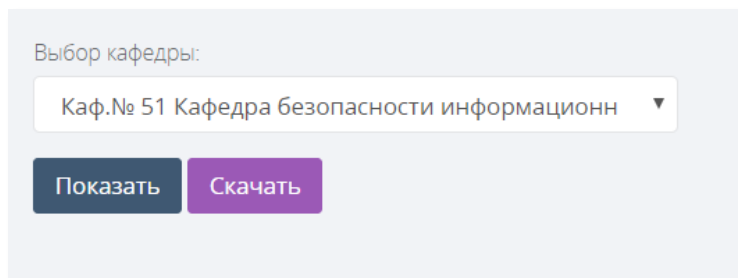 Выбор кафедры:
Каф.№ 51 Кафедра безопасности информационн
Показать Скачать